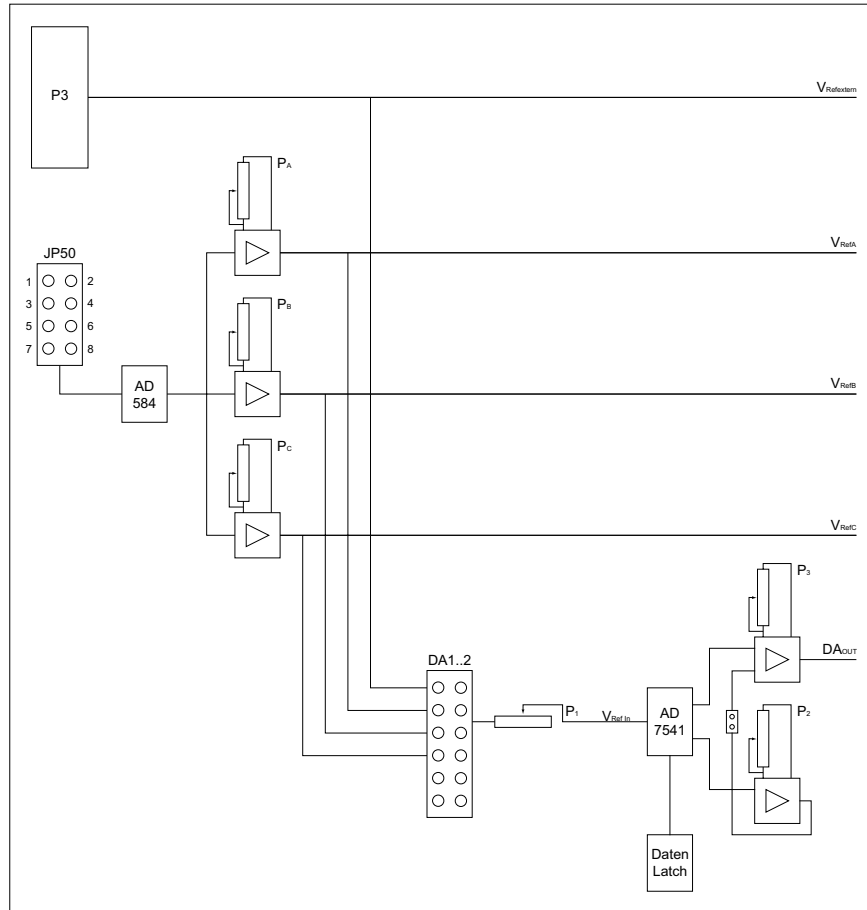 P3
VRefextern
PA
VRefA
JP50
1 2
3 4
5 6
7 8
PB
AD
584
VRefB
PC
VRefC
P3
DA1..2
DAOUT
P1
VRef In
AD
7541
P2
Daten
Latch